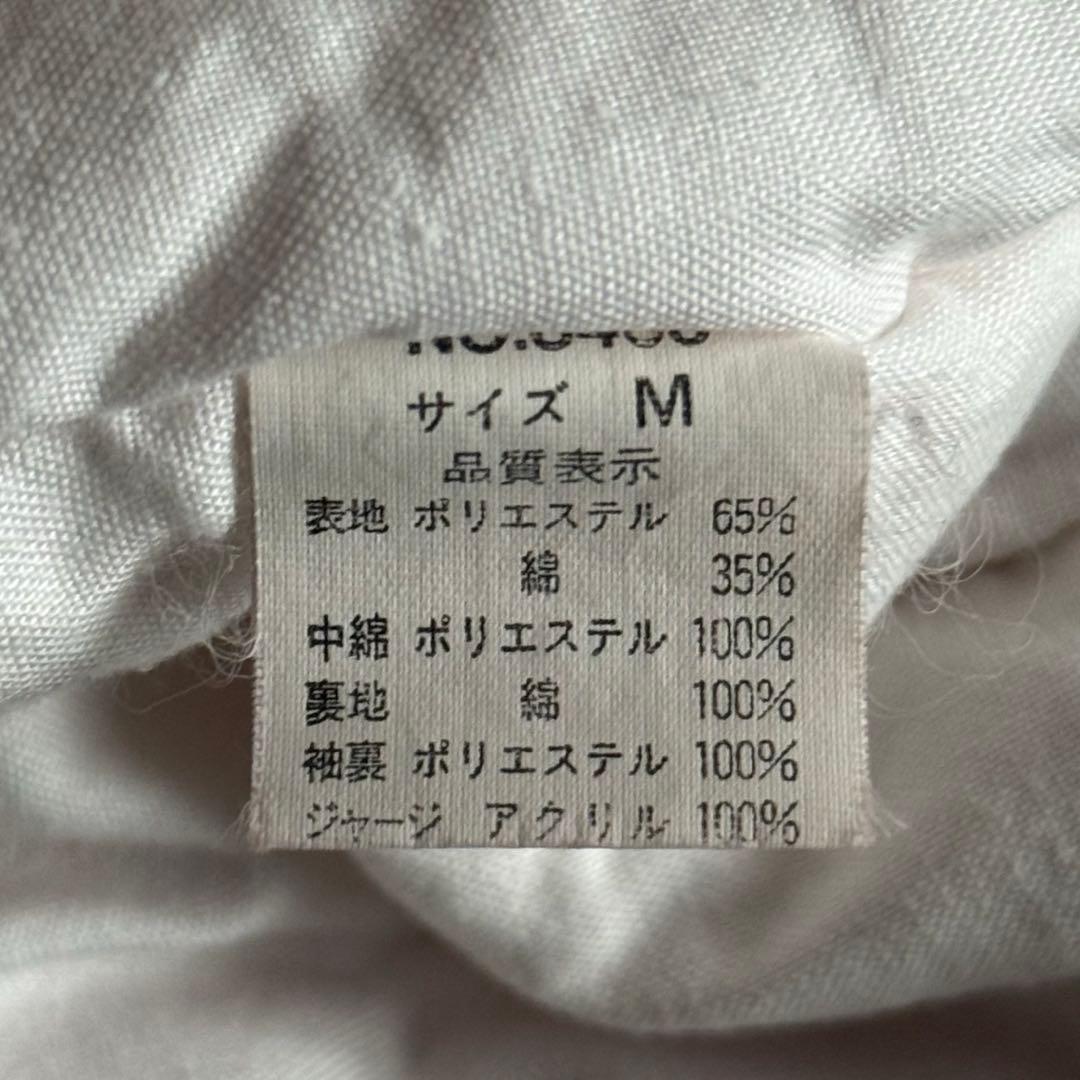 サイズ M
品質表示
表地 ポリエステル 65%
綿 35%
中綿 ポリエステル 100%
裏地 綿 100%
袖裏 ポリエステル 100%
ジャージ アクリル 100%